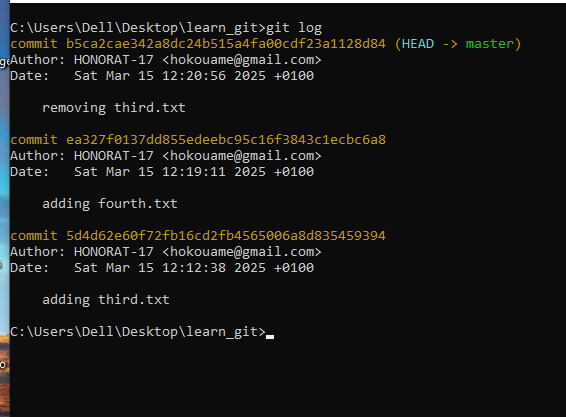 C:\Users\Dell\Desktop\learn_git>git log
commit b5ca2cae342a8dc24b515a4fa00cdf23a1128d84 (HEAD -> master)
Author: HONORAT-17 <hokouame@gmail.com>
Date:   Sat Mar 15 12:20:56 2025 +0100
    removing third.txt
commit ea327f0137dd855edeebc95c16f3843c1ecbc6a8
Author: HONORAT-17 <hokouame@gmail.com>
Date:   Sat Mar 15 12:19:11 2025 +0100
    adding fourth.txt
commit 5d4d62e60f72fb16cd2fb4565006a8d835459394
Author: HONORAT-17 <hokouame@gmail.com>
Date:   Sat Mar 15 12:12:38 2025 +0100
    adding third.txt
C:\Users\Dell\Desktop\learn_git>